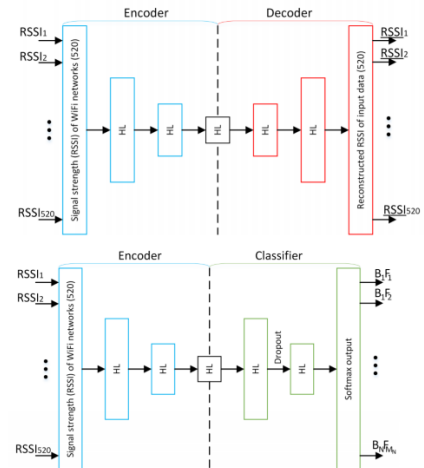 Encoder Decoder
RSSI1
RSSI2
RSSI520
Signal strength (RSSI) of WiFi networks (520)
HL
HL
HL
HL
HL
Reconstructed RSSI of input data (520)
RSSI1
RSSI2
RSSI520
Encoder Classifier
RSSI1
RSSI2
RSSI520
Signal strength (RSSI) of WiFi networks (520)
HL
HL
HL
HL
Dropout
HL
Softmax output
B1F1
B1F2
BNFMN